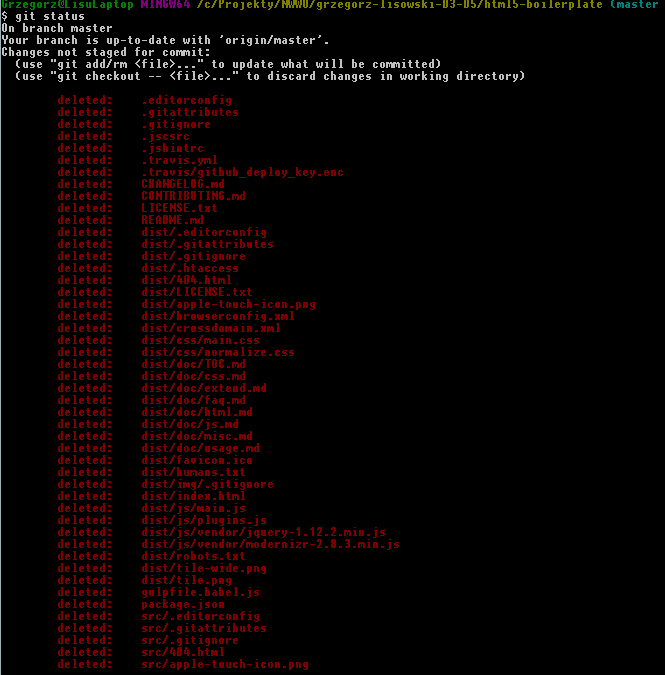 Grzegorz@LisuLaptop MINGW64 /c/Projekty/NWWU/grzegorz-lisowski-U3-U5/html5-boilerplate (master
$ git status
On branch master
Your branch is up-to-date with 'origin/master'.
Changes not staged for commit:
  (use "git add/rm <file>..." to update what will be committed)
  (use "git checkout -- <file>..." to discard changes in working directory)
deleted: .editorconfig
deleted: .gitattributes
deleted: .gitignore
deleted: .jscsrc
deleted: .jshintrc
deleted: .travis.yml
deleted: .travis/github_deploy_key.enc
deleted: CHANGELOG.md
deleted: CONTRIBUTING.md
deleted: LICENSE.txt
deleted: README.md
deleted: dist/.editorconfig
deleted: dist/.gitattributes
deleted: dist/.gitignore
deleted: dist/.htaccess
deleted: dist/404.html
deleted: dist/LICENSE.txt
deleted: dist/apple-touch-icon.png
deleted: dist/browserconfig.xml
deleted: dist/crossdomain.xml
deleted: dist/css/main.css
deleted: dist/css/normalize.css
deleted: dist/doc/TOC.md
deleted: dist/doc/css.md
deleted: dist/doc/extend.md
deleted: dist/doc/faq.md
deleted: dist/doc/html.md
deleted: dist/doc/js.md
deleted: dist/doc/misc.md
deleted: dist/doc/usage.md
deleted: dist/favicon.ico
deleted: dist/humans.txt
deleted: dist/img/.gitignore
deleted: dist/index.html
deleted: dist/js/main.js
deleted: dist/js/plugins.js
deleted: dist/js/vendor/jquery-1.12.2.min.js
deleted: dist/js/vendor/modernizr-2.8.3.min.js
deleted: dist/robots.txt
deleted: dist/tile-wide.png
deleted: dist/tile.png
deleted: gulpfile.babel.js
deleted: package.json
deleted: src/.editorconfig
deleted: src/.gitattributes
deleted: src/.gitignore
deleted: src/404.html
deleted: src/apple-touch-icon.png